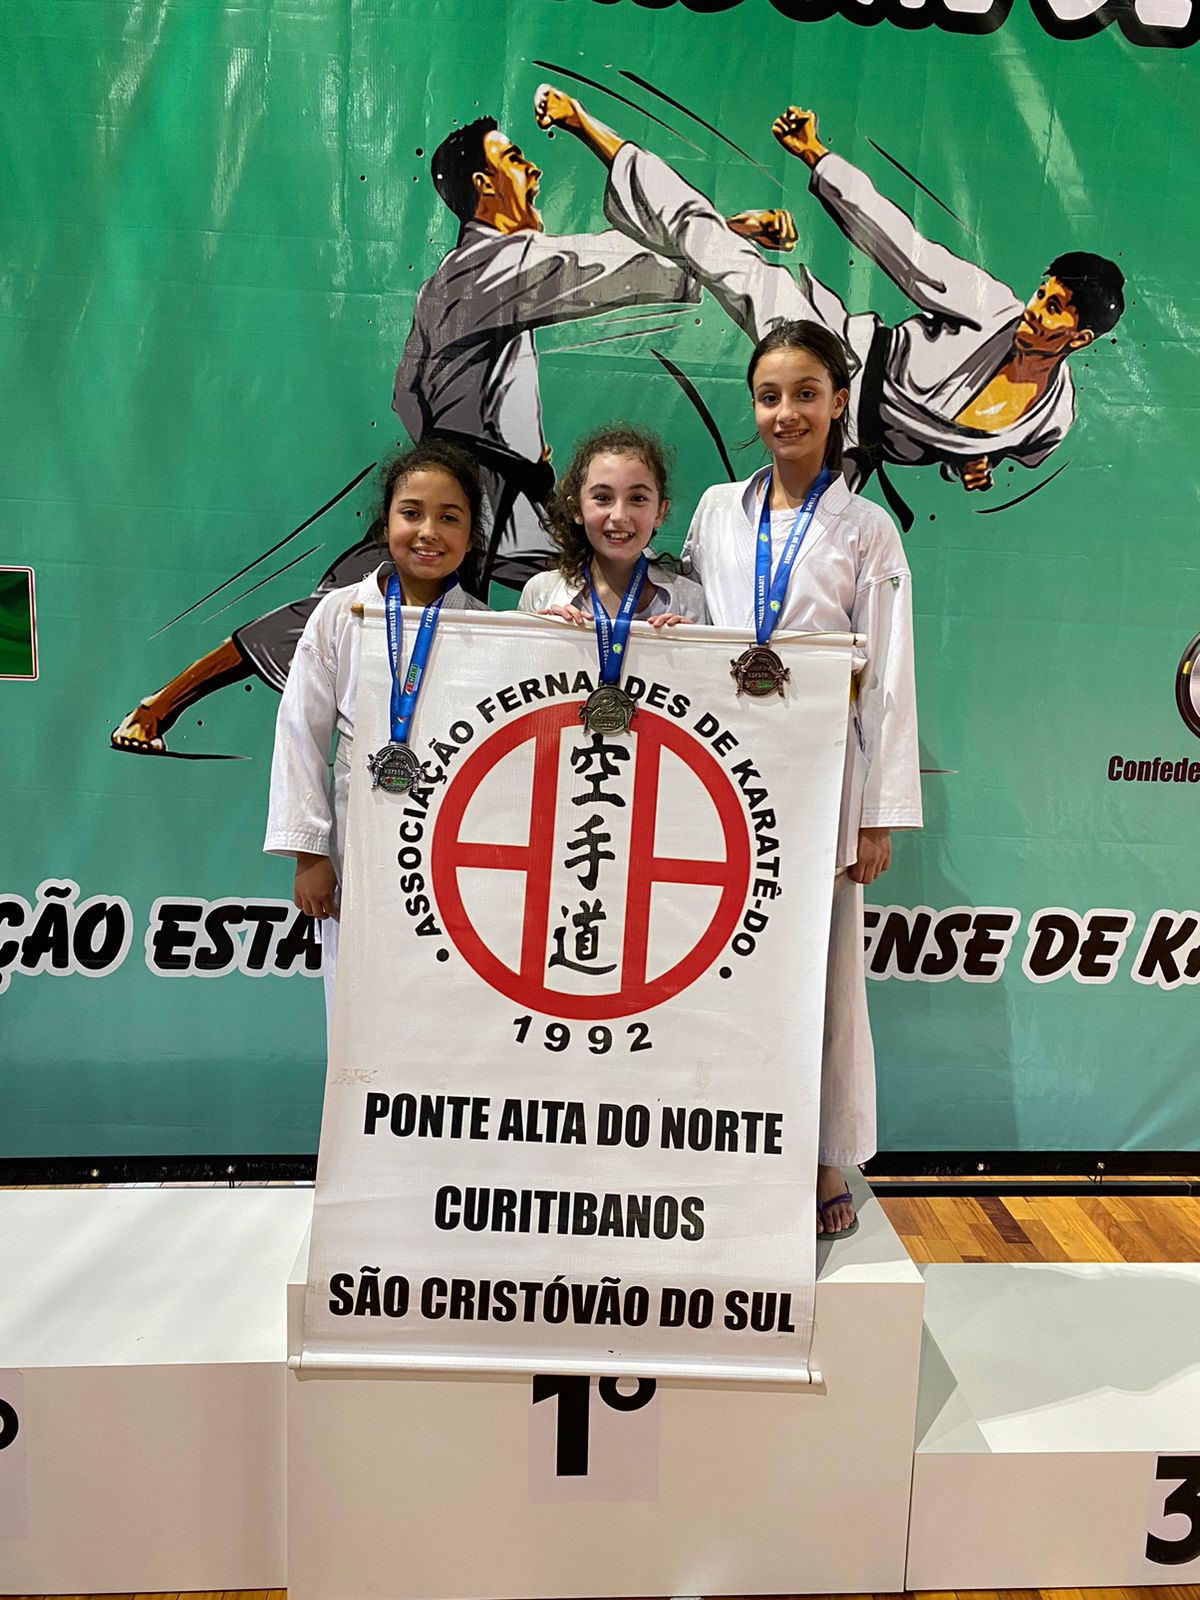 ASSOCIAÇÃO FERNANDES DE KARATÊ-DO
空
手
道
1992
PONTE ALTA DO NORTE
CURITIBANOS
SÃO CRISTÓVÃO DO SUL
ÇÃO ESTA
ENSE DE KA
Confede
1º
3